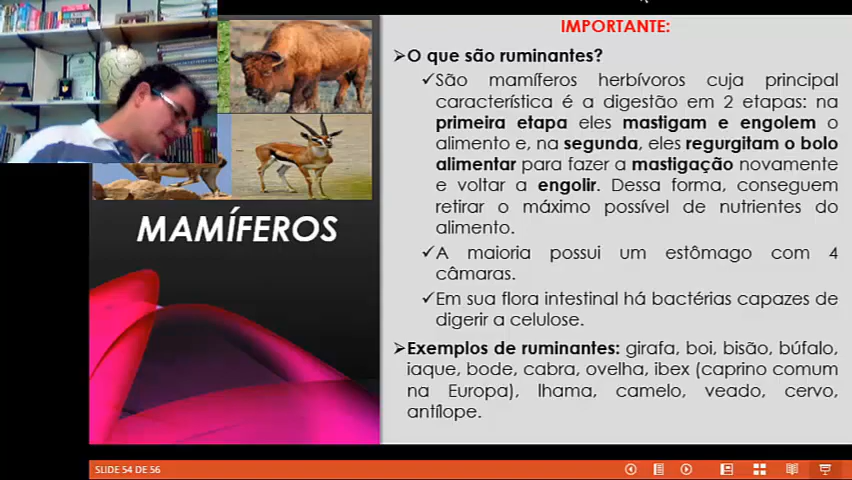 IMPORTANTE:
➢O que são ruminantes?
✓São mamíferos herbívoros cuja principal
característica é a digestão em 2 etapas: na
primeira etapa eles mastigam e engolem o
alimento e, na segunda, eles regurgitam o bolo
alimentar para fazer a mastigação novamente
e voltar a engolir. Dessa forma, conseguem
retirar o máximo possível de nutrientes do
alimento.
✓A maioria possui um estômago com 4
câmaras.
✓Em sua flora intestinal há bactérias capazes de
digerir a celulose.
➢Exemplos de ruminantes: girafa, boi, bisão, búfalo,
iaque, bode, cabra, ovelha, ibex (caprino comum
na Europa), lhama, camelo, veado, cervo,
antílope.
MAMÍFEROS
SLIDE 54 DE 56